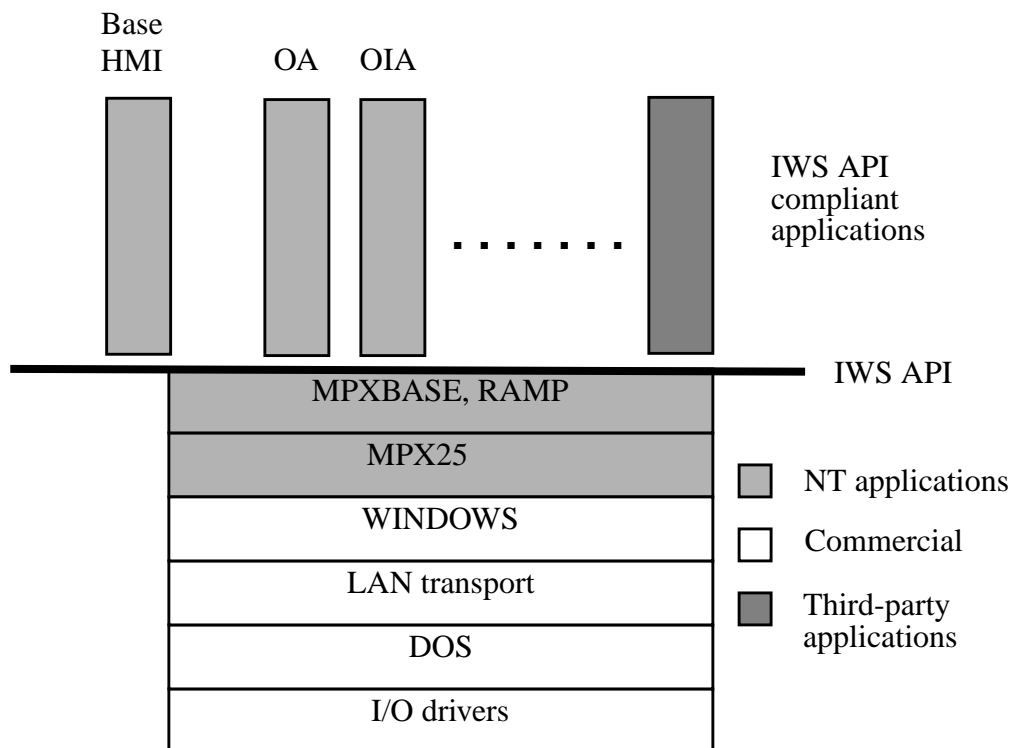 Base
HMI
OA
OIA
IWS API
compliant
applications
IWS API
MPXBASE, RAMP
MPX25
WINDOWS
LAN transport
DOS
I/O drivers
NT applications
Commercial
Third-party
applications